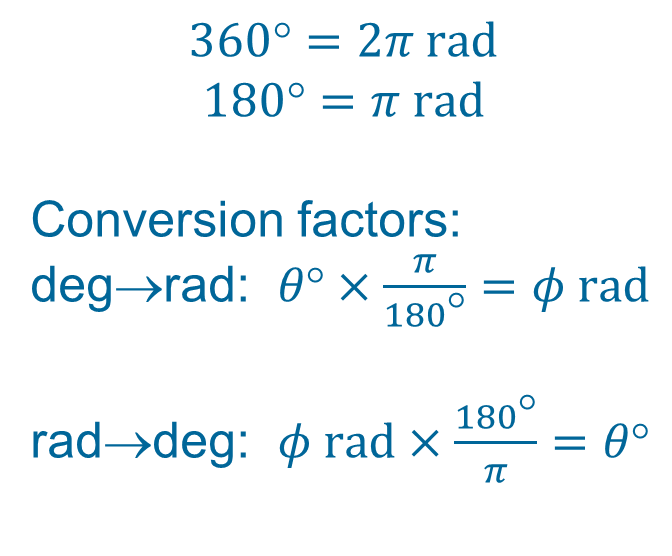 360° = 2π rad
180° = π rad
Conversion factors:
deg→rad: θ° × π/180° = ϕ rad
rad→deg: ϕ rad × 180°/π = θ°